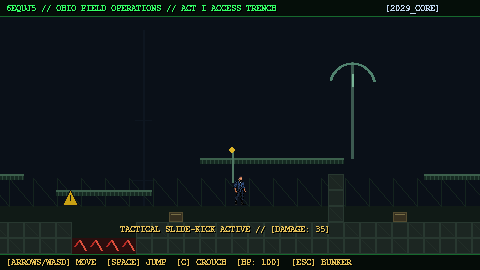 6EQUJ5 // OHIO FIELD OPERATIONS // ACT I ACCESS TRENCH [2029_CORE]
TACTICAL SLIDE-KICK ACTIVE // [DAMAGE: 35]
[ARROWS/WASD] MOVE [SPACE] JUMP [C] CROUCH [HP: 100] [ESC] BUNKER